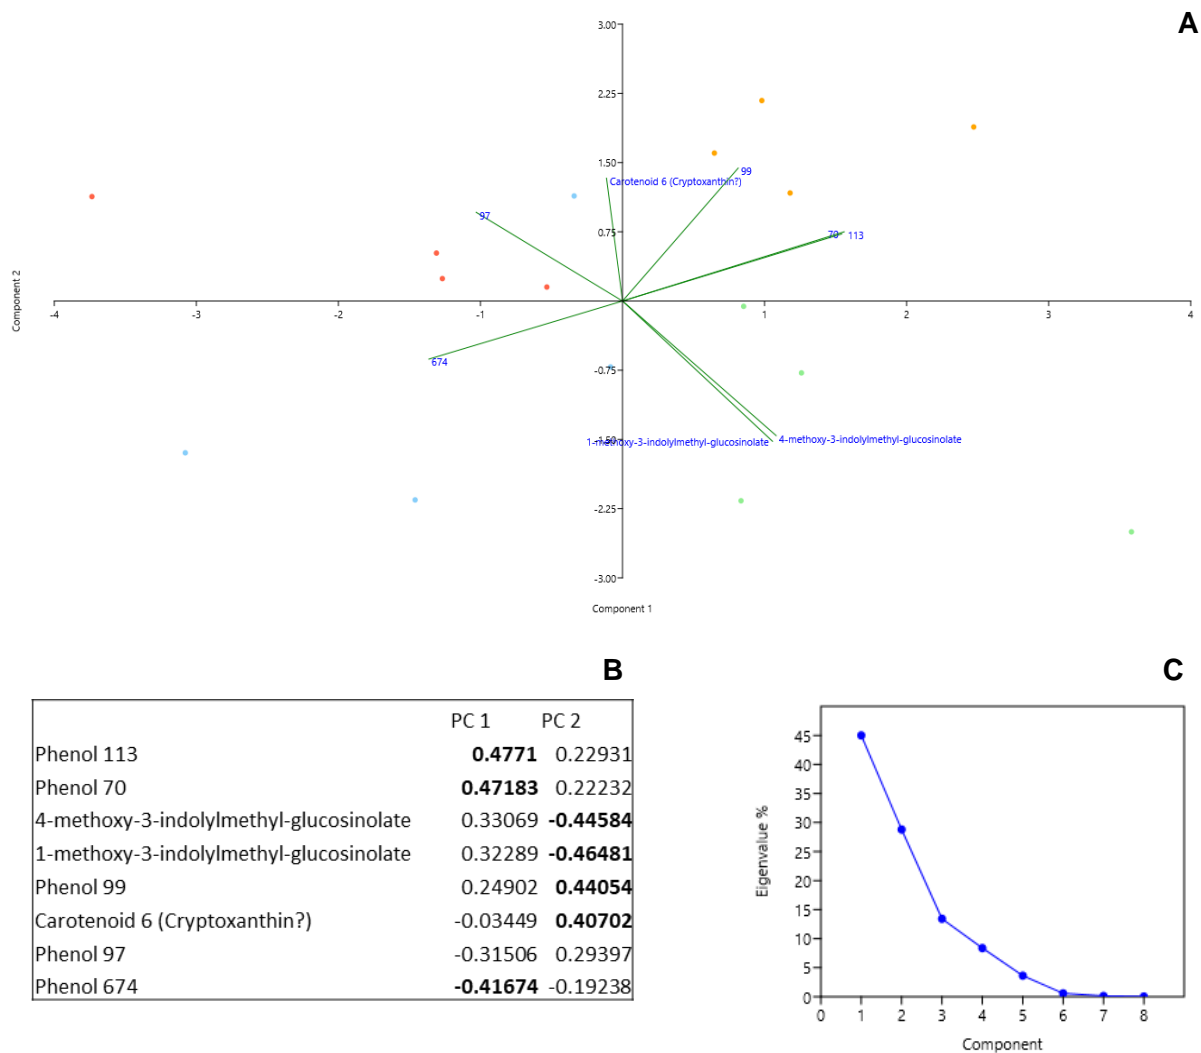 A
3.00
2.25
1.50
0.75
-0.75
-1.50
-2.25
-3.00
-4
-3
-2
-1
1
2
3
4
Component 2
Component 1
99
Carotenoid 6 (Cryptoxanthin?)
97
70
113
674
1-methoxy-3-indolylmethyl-glucosinolate
4-methoxy-3-indolylmethyl-glucosinolate
B
PC 1 PC 2
Phenol 113 0.4771 0.22931
Phenol 70 0.47183 0.22232
4-methoxy-3-indolylmethyl-glucosinolate 0.33069 -0.44584
1-methoxy-3-indolylmethyl-glucosinolate 0.32289 -0.46481
Phenol 99 0.24902 0.44054
Carotenoid 6 (Cryptoxanthin?) -0.03449 0.40702
Phenol 97 -0.31506 0.29397
Phenol 674 -0.41674 -0.19238
C
Eigenvalue %
45
40
35
30
25
20
15
10
5
0
0 1 2 3 4 5 6 7 8
Component